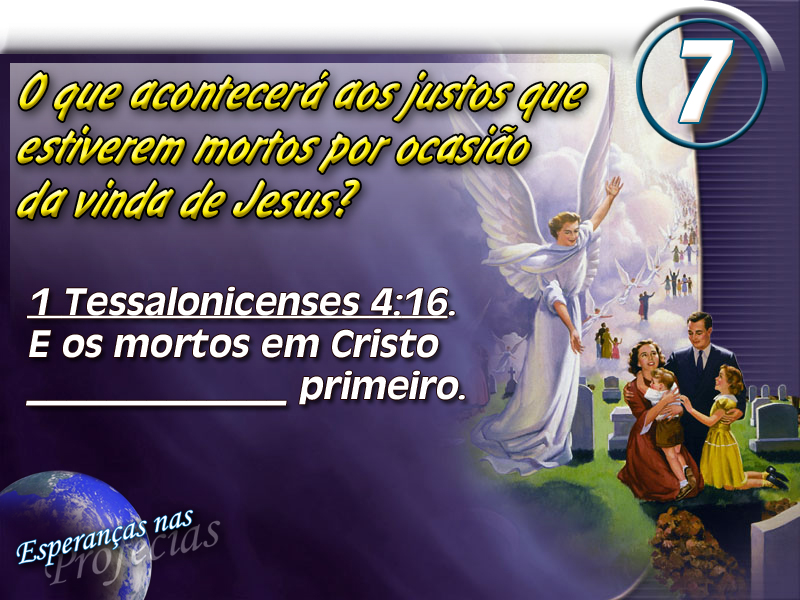 7
O que acontecerá aos justos que
estiverem mortos por ocasião
da vinda de Jesus?
1 Tessalonicenses 4:16.
E os mortos em Cristo
______________ primeiro.
Esperanças nas
Profecias